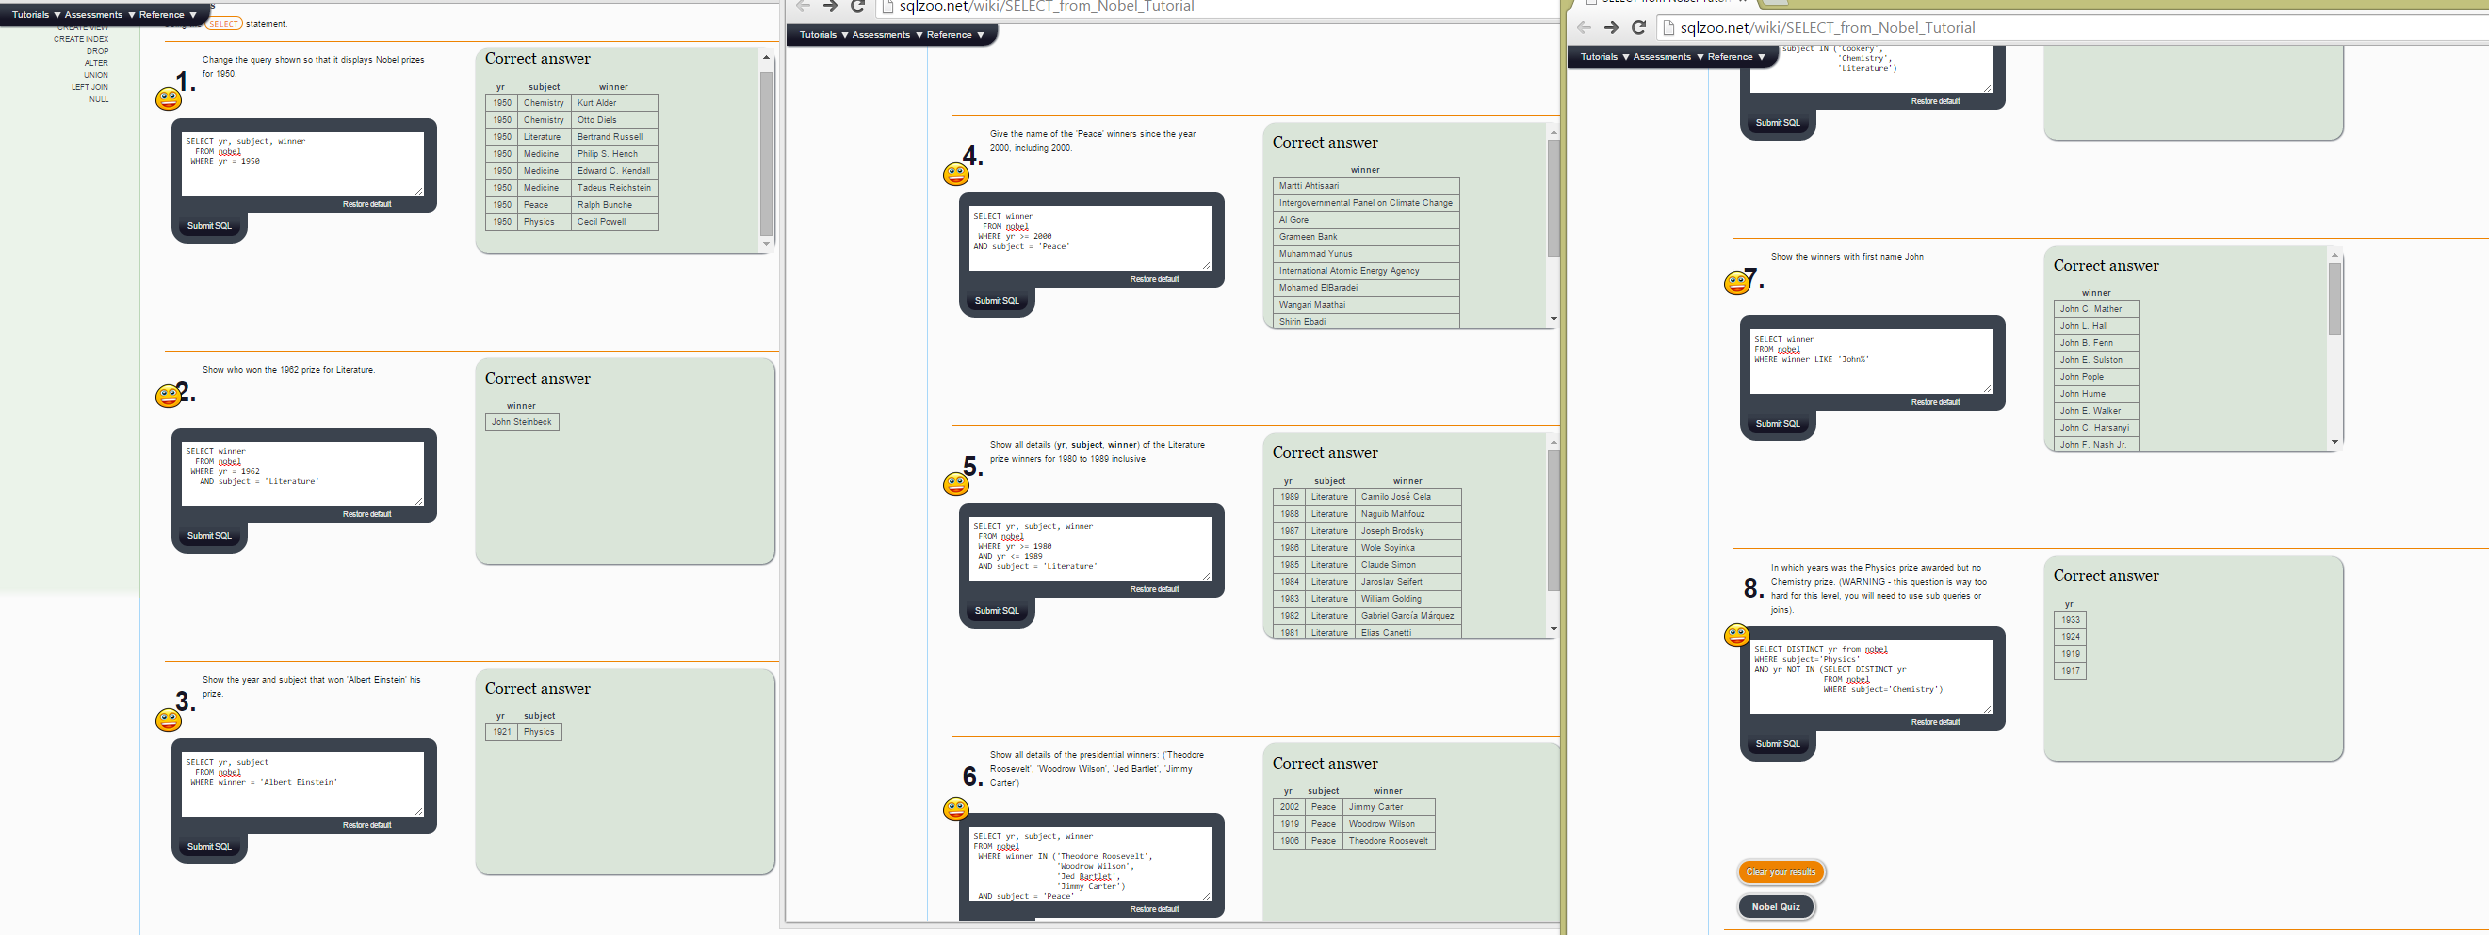 Tutorials ▼ Assessments ▼ Reference ▼
SELECT statement.
CREATE VIEW
CREATE INDEX
DROP
ALTER
UNION
LEFT JOIN
NULL
1.
Change the query shown so that it displays Nobel prizes
for 1950
SELECT yr, subject, winner
FROM nobel
WHERE yr = 1950
Restore default
Submit SQL
Correct answer
yr subject winner
1950 Chemistry Kurt Alder
1950 Chemistry Otto Diels
1950 Literature Bertrand Russell
1950 Medicine Philip S. Hench
1950 Medicine Edward C. Kendall
1950 Medicine Tadeus Reichstein
1950 Peace Ralph Bunche
1950 Physics Cecil Powell
2.
Show who won the 1962 prize for Literature.
SELECT winner
FROM nobel
WHERE yr = 1962
AND subject = 'Literature'
Restore default
Submit SQL
Correct answer
winner
John Steinbeck
3.
Show the year and subject that won 'Albert Einstein' his
prize.
SELECT yr, subject
FROM nobel
WHERE winner = 'Albert Einstein'
Restore default
Submit SQL
Correct answer
yr subject
1921 Physics
sqlzoo.net/wiki/SELECT_from_Nobel_Tutorial
Tutorials ▼ Assessments ▼ Reference ▼
4.
Give the name of the 'Peace' winners since the year
2000, including 2000.
SELECT winner
FROM nobel
WHERE yr >= 2000
AND subject = 'Peace'
Restore default
Submit SQL
Correct answer
winner
Martti Ahtisaari
Intergovernmental Panel on Climate Change
Al Gore
Grameen Bank
Muhammad Yunus
International Atomic Energy Agency
Mohamed ElBaradei
Wangari Maathai
Shirin Ebadi
5.
Show all details (yr, subject, winner) of the Literature
prize winners for 1980 to 1989 inclusive
SELECT yr, subject, winner
FROM nobel
WHERE yr >= 1980
AND yr <= 1989
AND subject = 'Literature'
Restore default
Submit SQL
Correct answer
yr subject winner
1989 Literature Camilo José Cela
1988 Literature Naguib Mahfouz
1987 Literature Joseph Brodsky
1986 Literature Wole Soyinka
1985 Literature Claude Simon
1984 Literature Jaroslav Seifert
1983 Literature William Golding
1982 Literature Gabriel García Márquez
1981 Literature Elias Canetti
6.
Show all details of the presidential winners: ('Theodore
Roosevelt', 'Woodrow Wilson', 'Jed Bartlet', 'Jimmy
Carter')
SELECT yr, subject, winner
FROM nobel
WHERE winner IN ('Theodore Roosevelt',
'Woodrow Wilson',
'Jed Bartlet',
'Jimmy Carter')
AND subject = 'Peace'
Restore default
Correct answer
yr subject winner
2002 Peace Jimmy Carter
1919 Peace Woodrow Wilson
1906 Peace Theodore Roosevelt
SELECT from Nobel Tutor
sqlzoo.net/wiki/SELECT_from_Nobel_Tutorial
Tutorials ▼ Assessments ▼ Reference ▼
subject IN ('Cookery',
'Chemistry',
'Literature')
Restore default
Submit SQL
7.
Show the winners with first name John
SELECT winner
FROM nobel
WHERE winner LIKE 'John%'
Restore default
Submit SQL
Correct answer
winner
John C. Mather
John L. Hall
John B. Fenn
John E. Sulston
John Pople
John Hume
John E. Walker
John C. Harsanyi
John F. Nash Jr.
8.
In which years was the Physics prize awarded but no
Chemistry prize. (WARNING - this question is way too
hard for this level, you will need to use sub queries or
joins).
SELECT DISTINCT yr from nobel
WHERE subject='Physics'
AND yr NOT IN (SELECT DISTINCT yr
FROM nobel
WHERE subject='Chemistry')
Restore default
Submit SQL
Correct answer
yr
1933
1924
1919
1917
Clear your results
Nobel Quiz